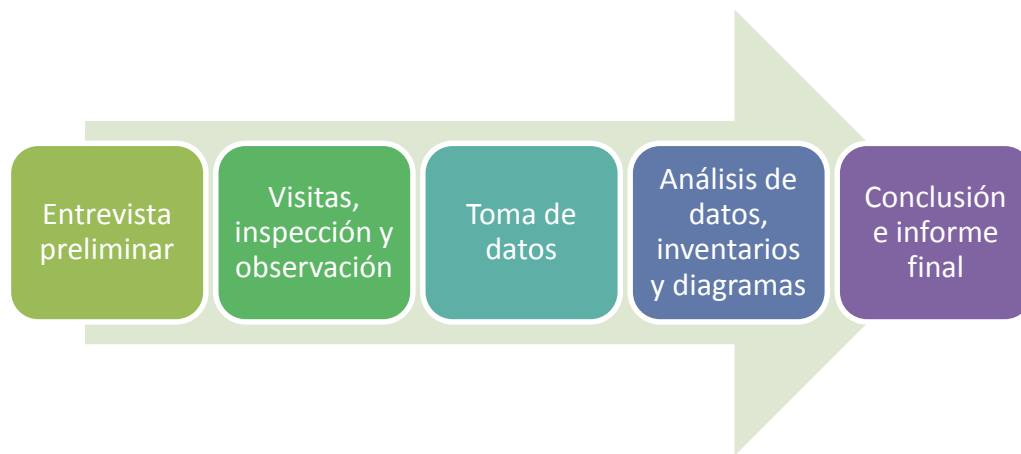 Entrevista
preliminar
Visitas,
inspección y
observación
Toma de
datos
Análisis de
datos,
inventarios
y diagramas
Conclusión
e informe
final